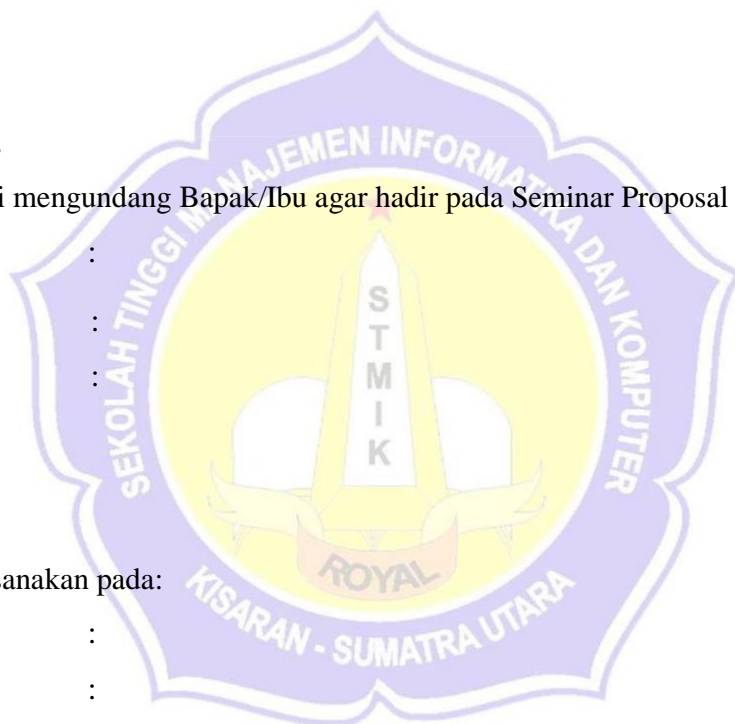 i mengundang Bapak/Ibu agar hadir pada Seminar Proposal
:
:
:
sanakan pada:
:
:
SEKOLAH TINGGI MANAJEMEN INFORMATIKA DAN KOMPUTER
STMIK
ROYAL
KISARAN - SUMATRA UTARA